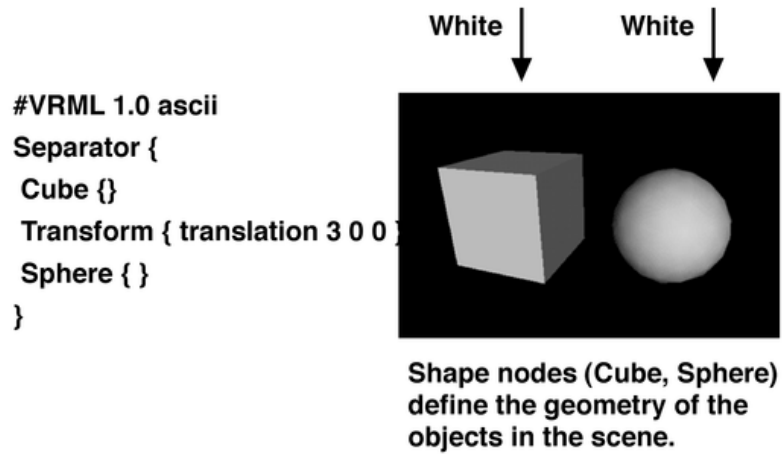 White White
#VRML 1.0 ascii
Separator {
Cube {}
Transform { translation 3 0 0 }
Sphere { }
}
Shape nodes (Cube, Sphere)
define the geometry of the
objects in the scene.